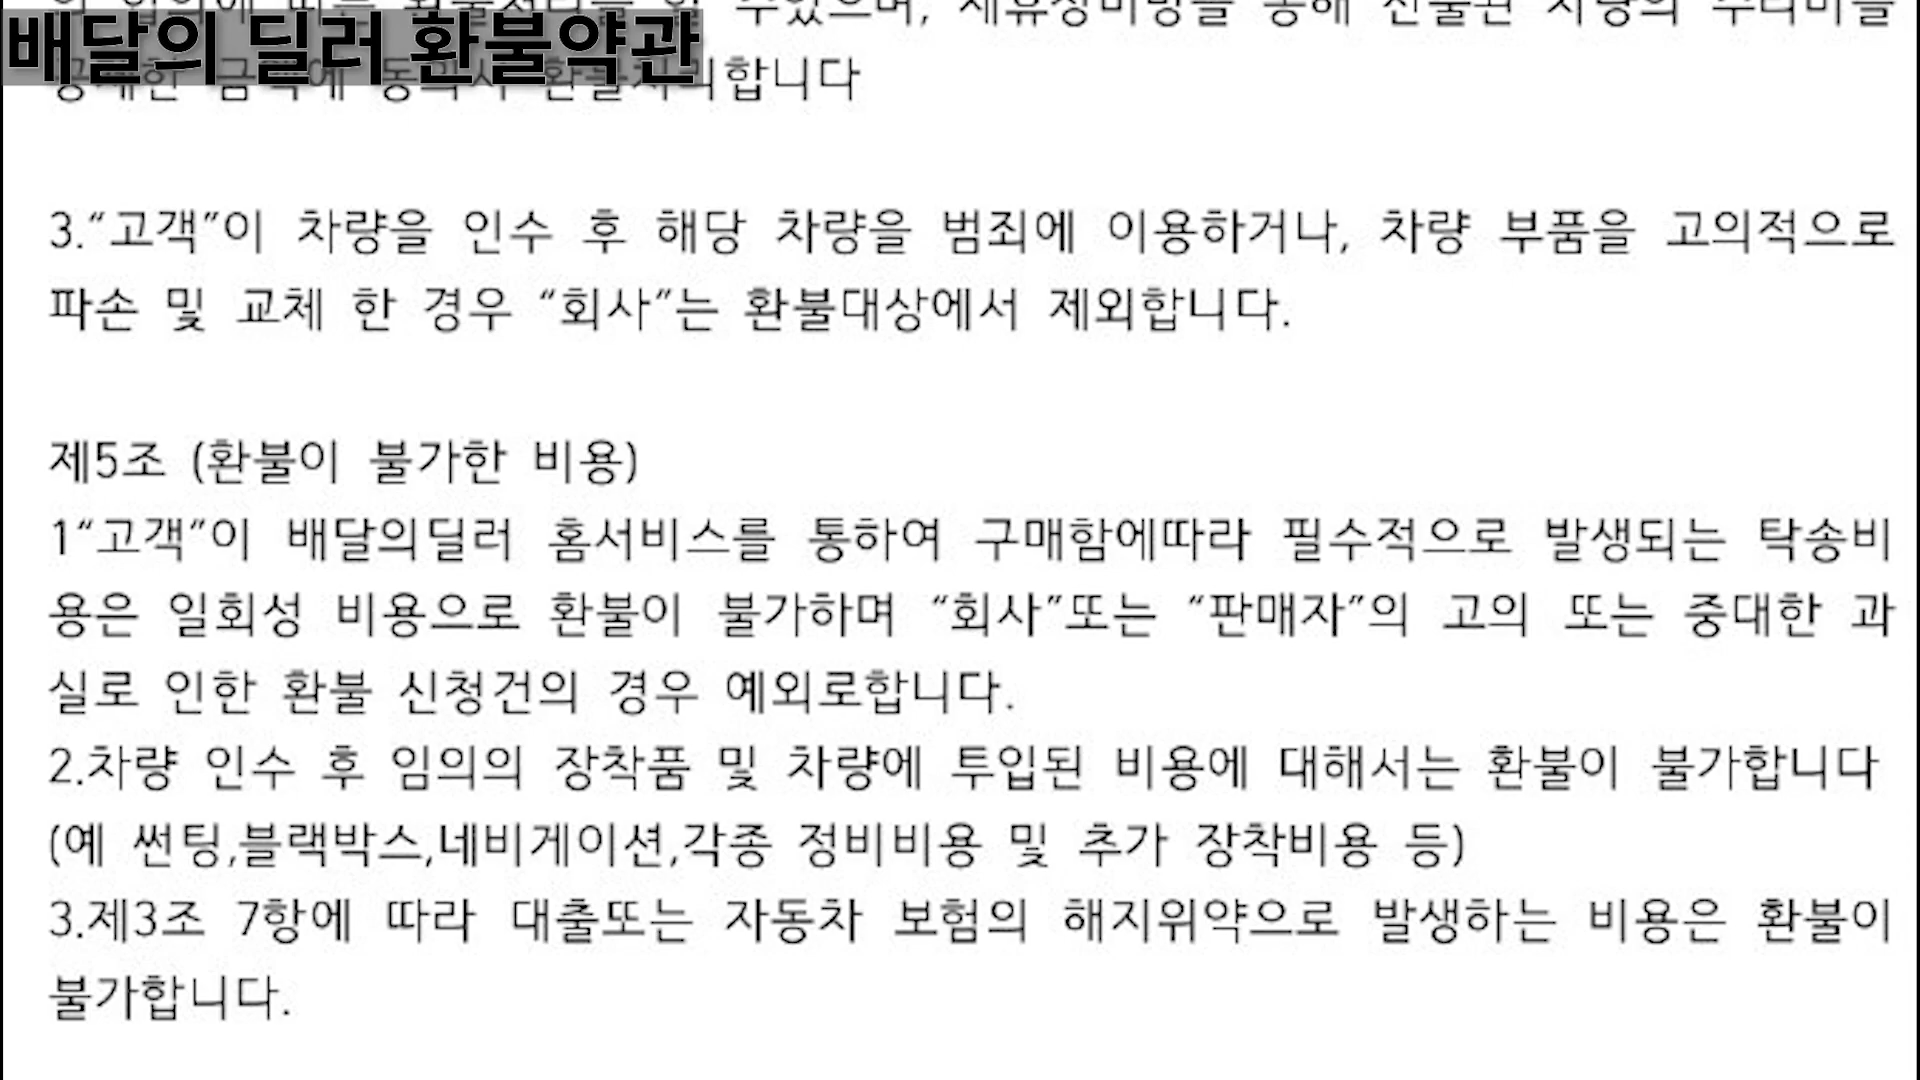 배달의 딜러 환불약관
합니다
3.“고객”이 차량을 인수 후 해당 차량을 범죄에 이용하거나, 차량 부품을 고의적으로
파손 및 교체 한 경우 “회사”는 환불대상에서 제외합니다.
제5조 (환불이 불가한 비용)
1“고객”이 배달의딜러 홈서비스를 통하여 구매함에따라 필수적으로 발생되는 탁송비
용은 일회성 비용으로 환불이 불가하며 “회사”또는 “판매자”의 고의 또는 중대한 과
실로 인한 환불 신청건의 경우 예외로합니다.
2.차량 인수 후 임의의 장착품 및 차량에 투입된 비용에 대해서는 환불이 불가합니다
(예 썬팅,블랙박스,네비게이션,각종 정비비용 및 추가 장착비용 등)
3.제3조 7항에 따라 대출또는 자동차 보험의 해지위약으로 발생하는 비용은 환불이
불가합니다.